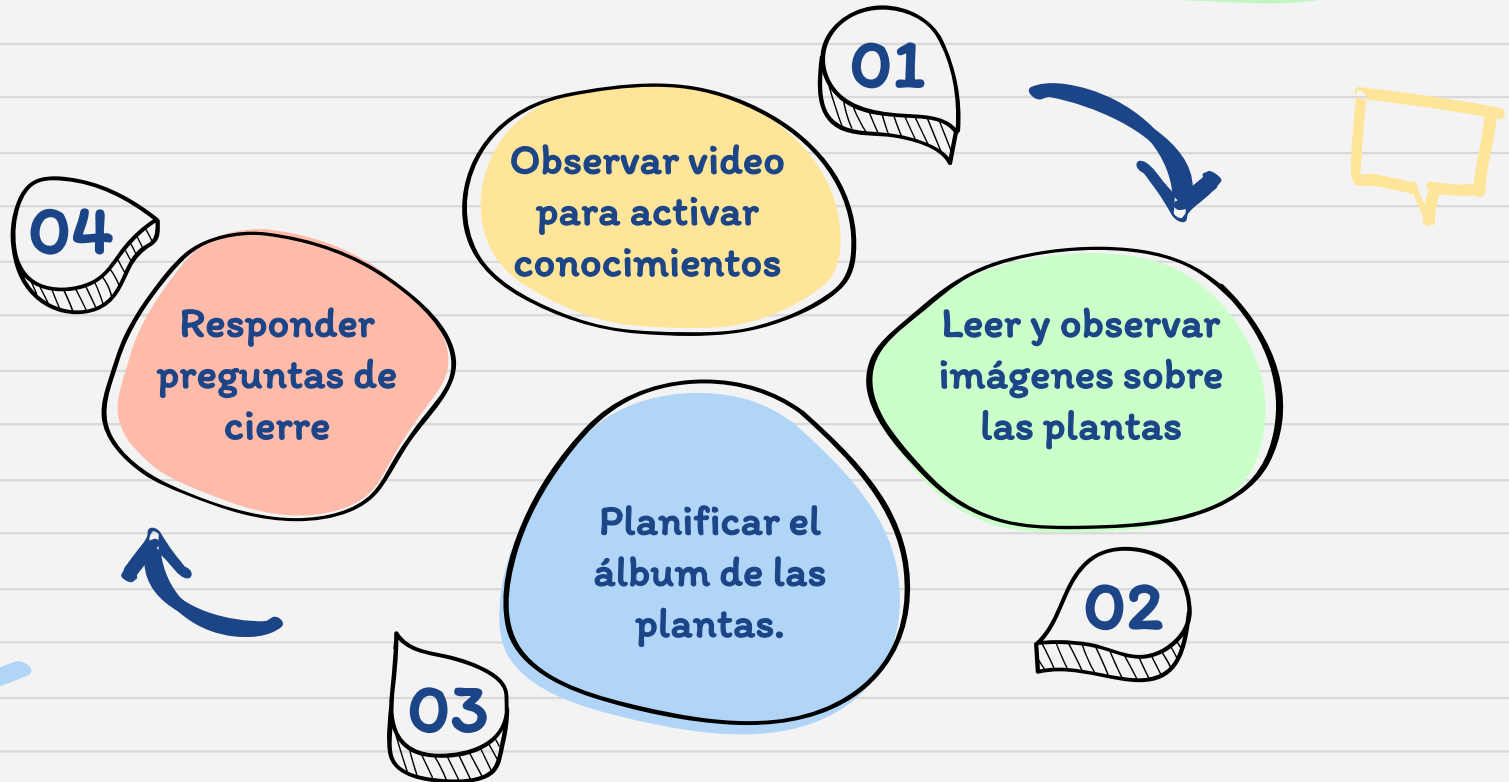 01
Observar video
para activar
conocimientos
02
Leer y observar
imágenes sobre
las plantas
03
Planificar el
álbum de las
plantas.
04
Responder
preguntas de
cierre